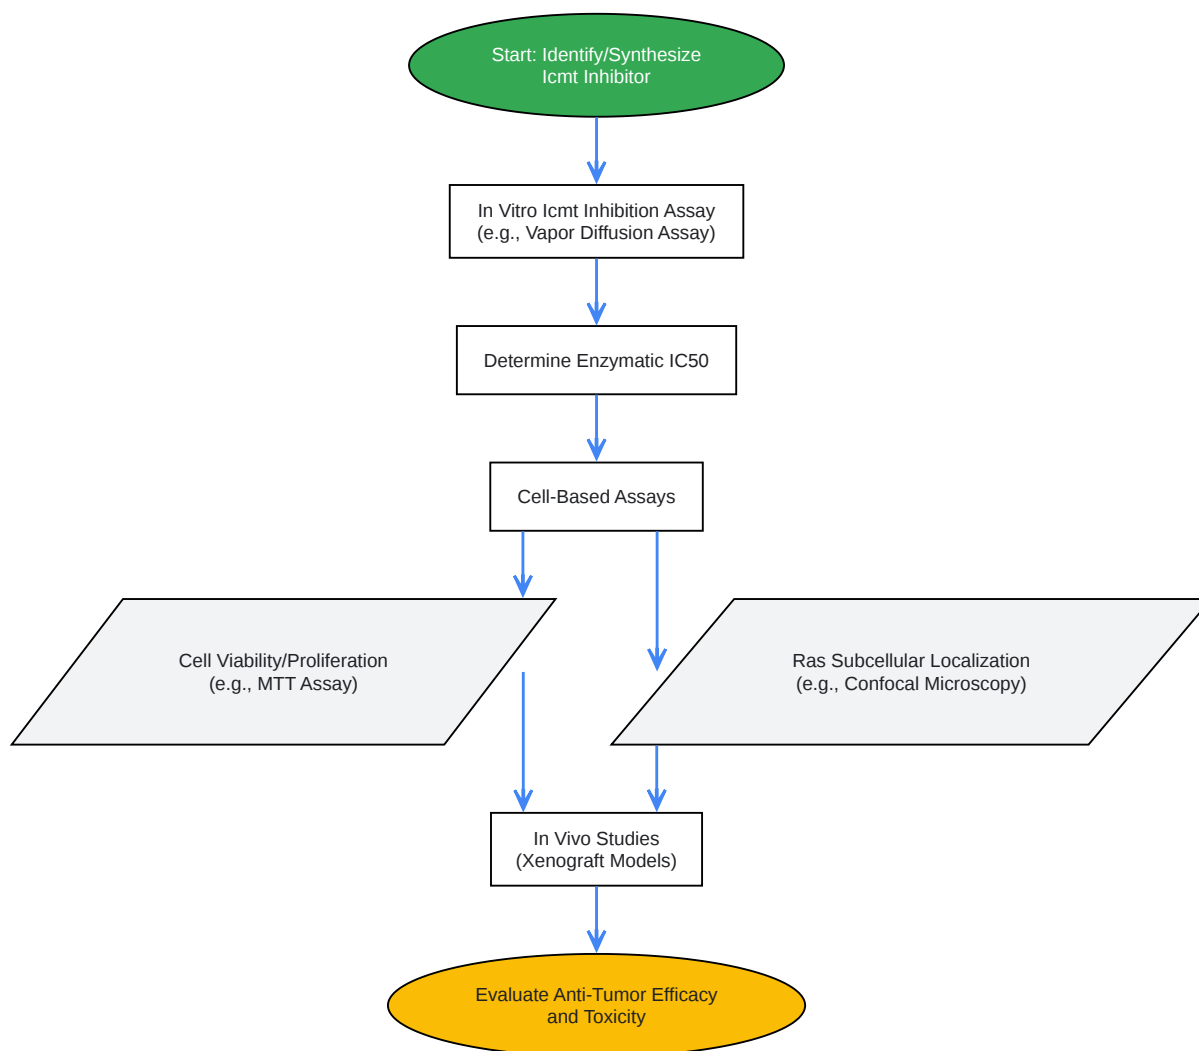 Start: Identify/Synthesize
Icmt Inhibitor
In Vitro Icmt Inhibition Assay
(e.g., Vapor Diffusion Assay)
Determine Enzymatic IC50
Cell-Based Assays
Cell Viability/Proliferation
(e.g., MTT Assay)
Ras Subcellular Localization
(e.g., Confocal Microscopy)
In Vivo Studies
(Xenograft Models)
Evaluate Anti-Tumor Efficacy
and Toxicity